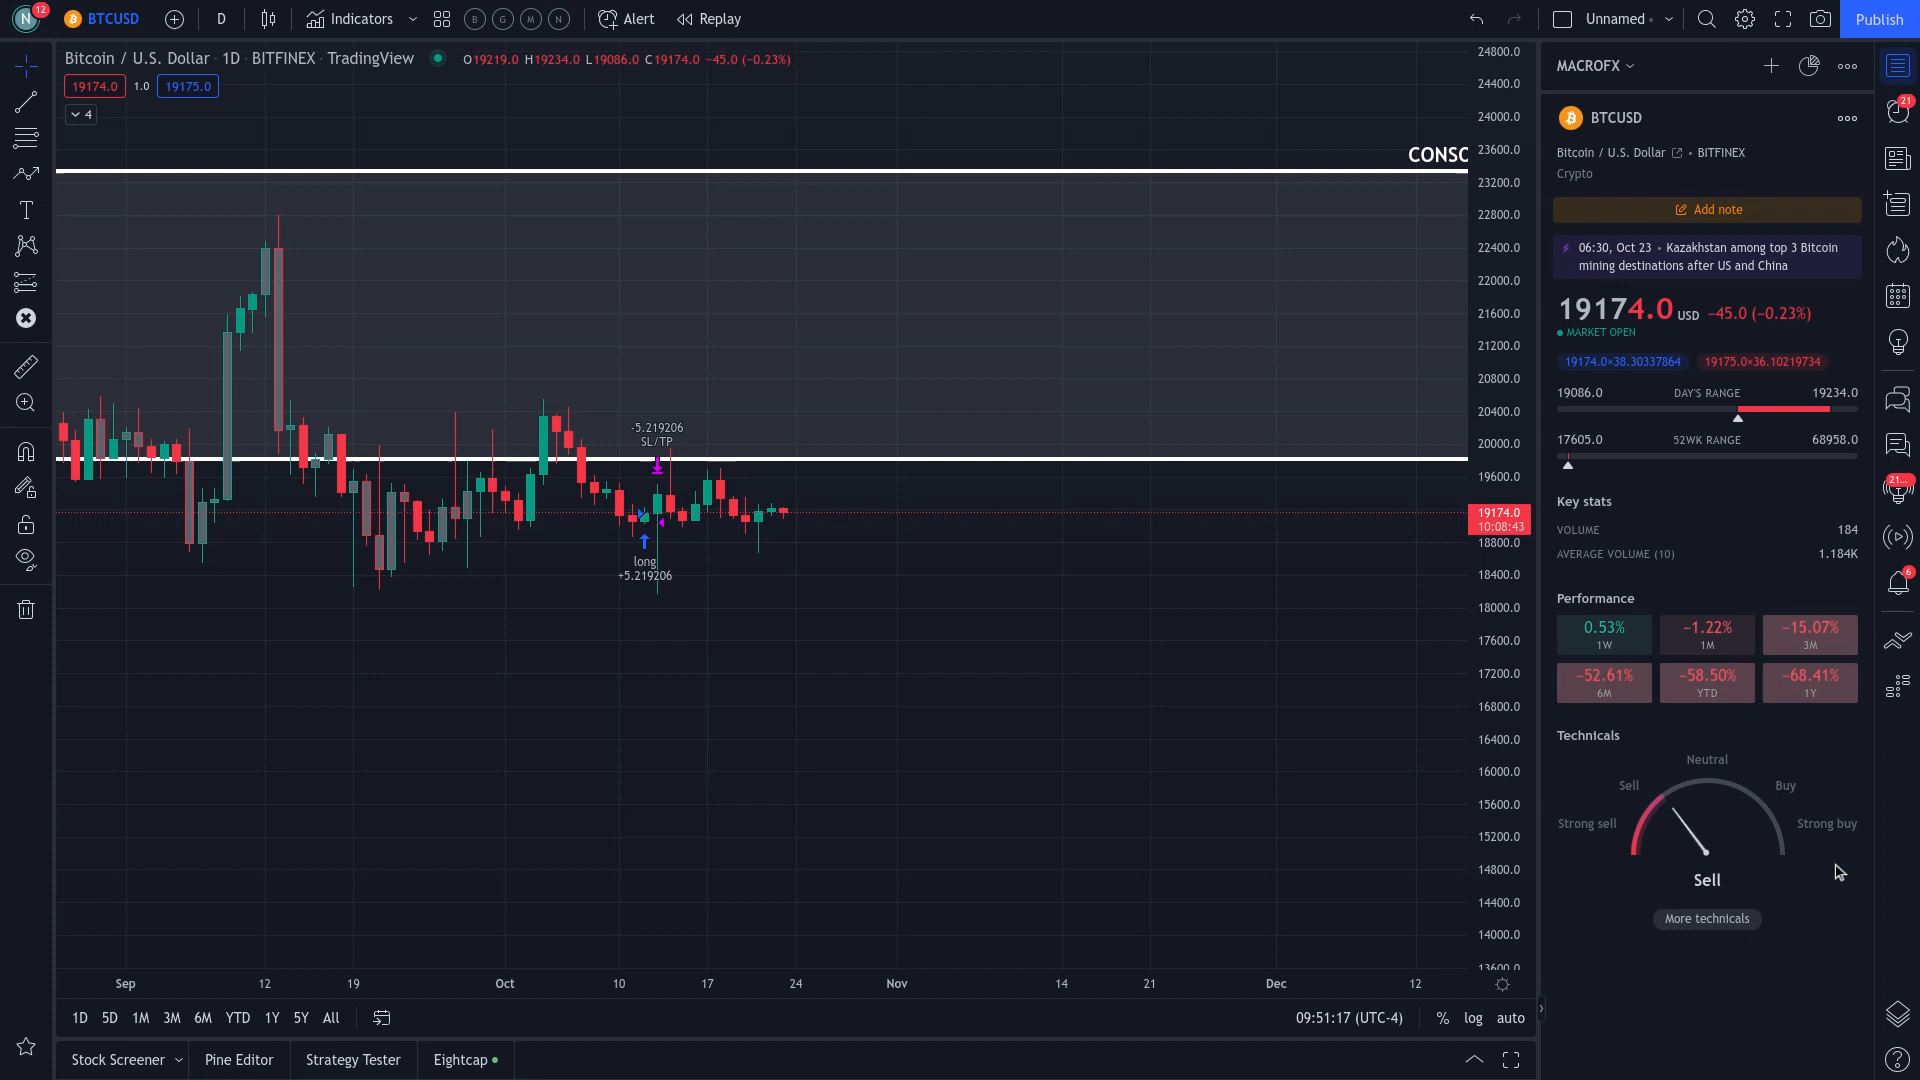 N 12
BTCUSD
D
Indicators
B G M N
Alert
Replay
Unnamed
Publish
Bitcoin / U.S. Dollar · 1D · BITFINEX · TradingView
O19219.0 H19234.0 L19086.0 C19174.0 −45.0 (−0.23%)
19174.0 1.0 19175.0
4
CONSO
-5.219206
SL/TP
long
+5.219206
24800.0
24400.0
24000.0
23600.0
23200.0
22800.0
22400.0
22000.0
21600.0
21200.0
20800.0
20400.0
20000.0
19600.0
19174.0
10:08:43
18800.0
18400.0
18000.0
17600.0
17200.0
16800.0
16400.0
16000.0
15600.0
15200.0
14800.0
14400.0
14000.0
13600.0
Sep 12 19 Oct 10 17 24 Nov 14 21 Dec 12
1D 5D 1M 3M 6M YTD 1Y 5Y All
09:51:17 (UTC-4) % log auto
Stock Screener Pine Editor Strategy Tester Eightcap
MACROFX
BTCUSD
Bitcoin / U.S. Dollar • BITFINEX
Crypto
Add note
06:30, Oct 23 • Kazakhstan among top 3 Bitcoin
mining destinations after US and China
19174.0 USD −45.0 (−0.23%)
MARKET OPEN
19174.0×38.30337864 19175.0×36.10219734
19086.0 DAY'S RANGE 19234.0
17605.0 52WK RANGE 68958.0
Key stats
VOLUME 184
AVERAGE VOLUME (10) 1.184K
Performance
0.53% −1.22% −15.07%
1W 1M 3M
−52.61% −58.50% −68.41%
6M YTD 1Y
Technicals
Neutral
Sell Buy
Strong sell Strong buy
Sell
More technicals
21
21...
6